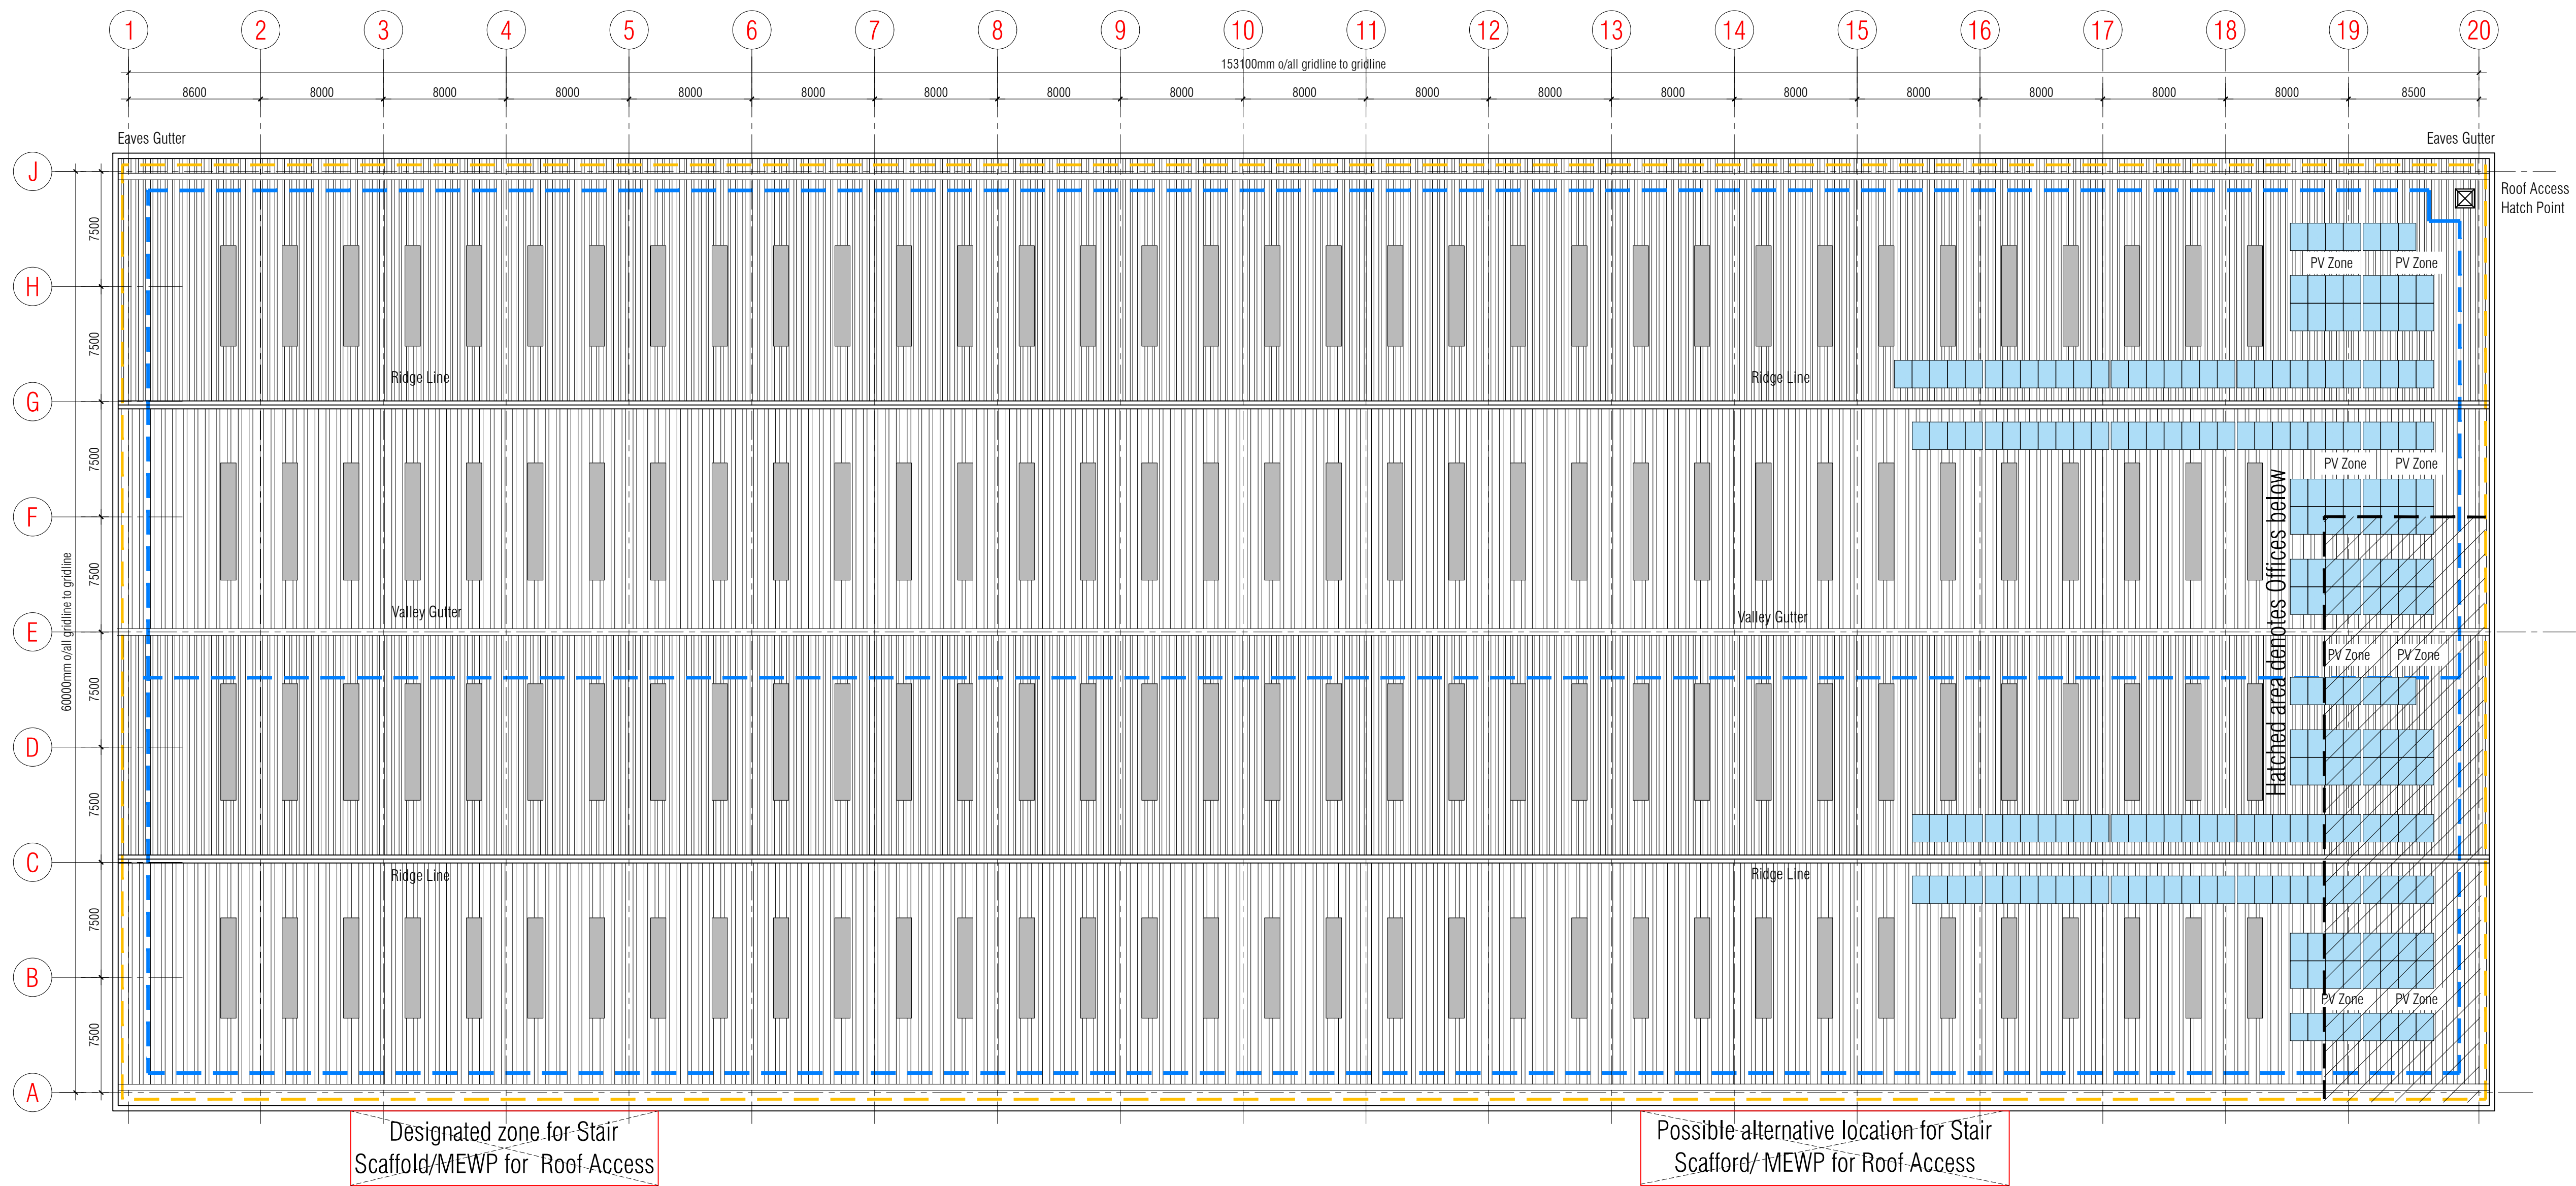 1 2 3 4 5 6 7 8 9 10 11 12 13 14 15 16 17 18 19 20
153100mm o/all gridline to gridline
8600 8000 8000 8000 8000 8000 8000 8000 8000 8000 8000 8000 8000 8000 8000 8000 8000 8000 8500
Eaves Gutter Eaves Gutter
J
Roof Access
Hatch Point
7500
PV Zone PV Zone
H
7500
Ridge Line Ridge Line
G
7500
PV Zone PV Zone
F
7500
60000mm o/all gridline to gridline
Hatched area denotes Offices below
Valley Gutter Valley Gutter
E
PV Zone PV Zone
7500
D
7500
C
Ridge Line Ridge Line
7500
B
PV Zone PV Zone
7500
A
Designated zone for Stair
Scaffold/MEWP for Roof Access
Possible alternative location for Stair
Scafford/ MEWP for Roof Access